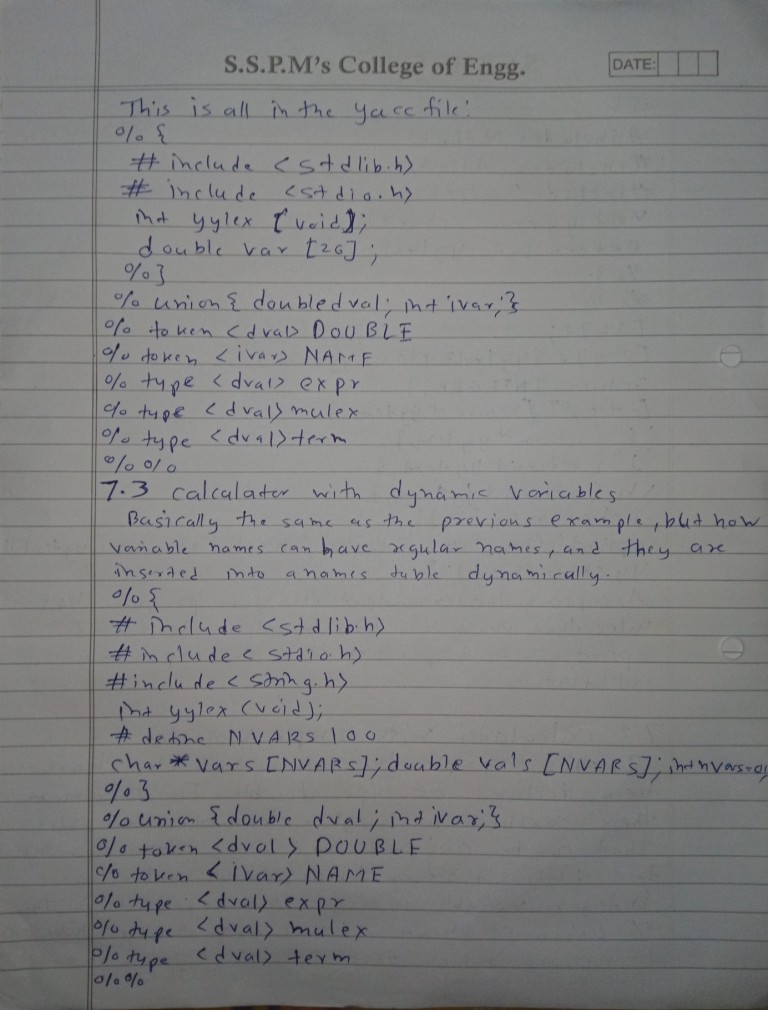 S.S.P.M's College of Engg.
DATE:
This is all in the yacc file:
% {
# include <stdlib.h>
# include <stdio.h>
int yylex [void];
double var [26];
%}
% union { double dval; int ivar; }
% token <dval> DOUBLE
% token <ivar> NAME
% type <dval> expr
% type <dval> mulex
% type <dval> term
% %
7.3 calcalator with dynamic variables
Basically the same as the previous example, but now
variable names can have regular names, and they are
inserted into a names table dynamically.
% {
# include <stdlib.h>
# include < stdio.h>
#include < string.h>
int yylex (void);
# define NVARS 100
char * vars [NVARS]; double vals [NVARS]; int nvars=0;
% }
% union { double dval; int ivar; }
% token <dval> DOUBLE
% token < ivar> NAME
% type <dval> expr
% type <dval> mulex
% type <dval> term
% %